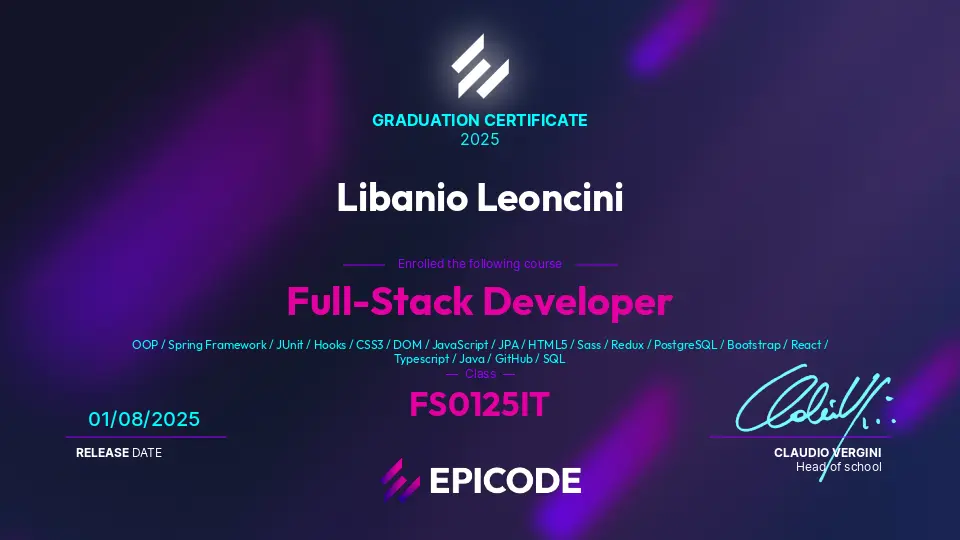 GRADUATION CERTIFICATE
2025
Libanio Leoncini
Enrolled the following course
Full-Stack Developer
OOP / Spring Framework / JUnit / Hooks / CSS3 / DOM / JavaScript / JPA / HTML5 / Sass / Redux / PostgreSQL / Bootstrap / React /
Typescript / Java / GitHub / SQL
Class
FS0125IT
01/08/2025
RELEASE DATE
CLAUDIO VERGINI
Head of school
EPICODE